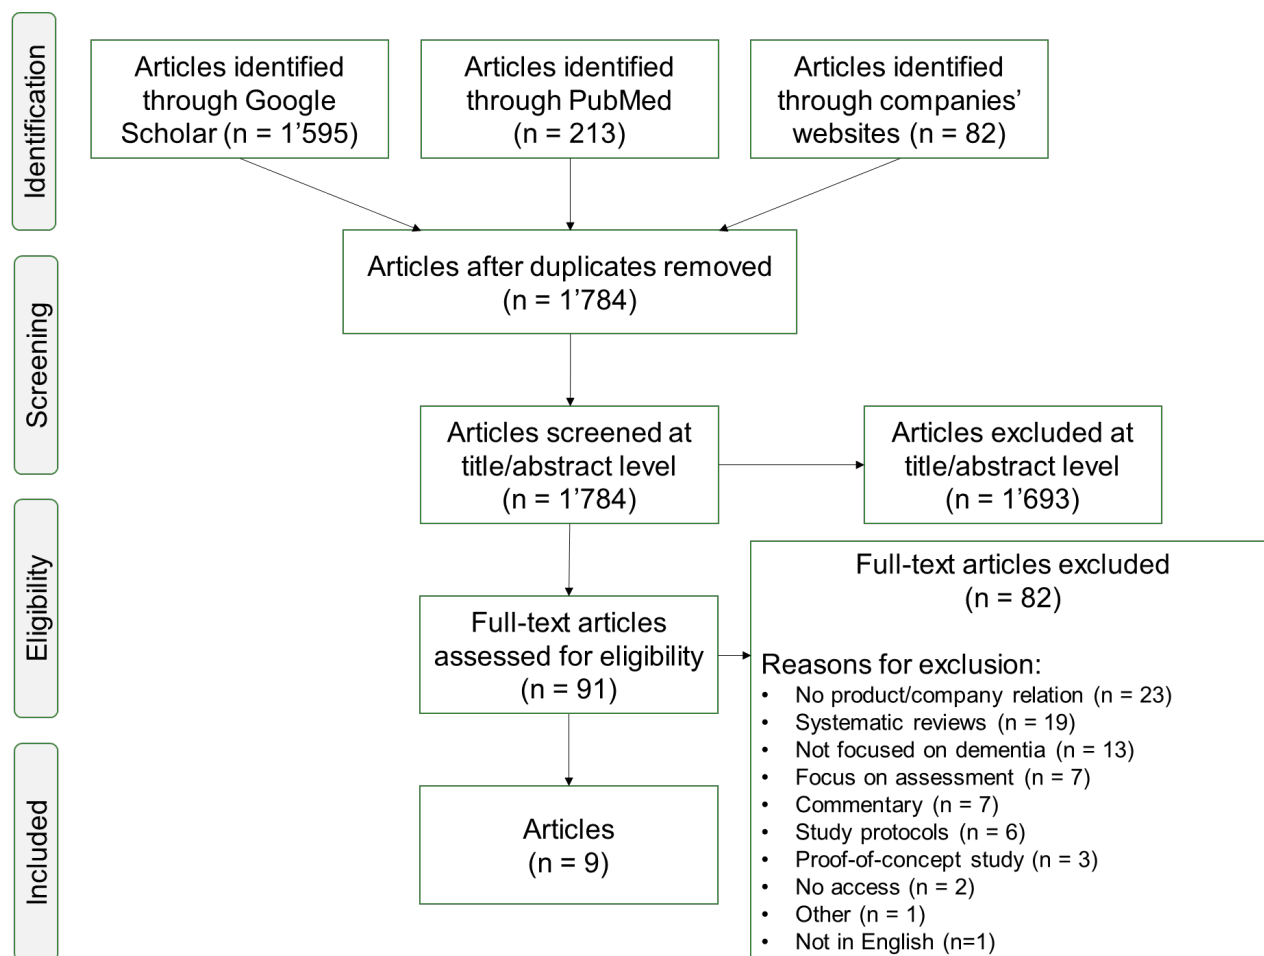 Identification
Articles identified
through Google
Scholar (n = 1’595)
Articles identified
through PubMed
(n = 213)
Articles identified
through companies’
websites (n = 82)
Articles after duplicates removed
(n = 1’784)
Screening
Articles screened at
title/abstract level
(n = 1’784)
Articles excluded at
title/abstract level
(n = 1’693)
Eligibility
Full-text articles
assessed for eligibility
(n = 91)
Full-text articles excluded
(n = 82)
Reasons for exclusion:
• No product/company relation (n = 23)
• Systematic reviews (n = 19)
• Not focused on dementia (n = 13)
• Focus on assessment (n = 7)
• Commentary (n = 7)
• Study protocols (n = 6)
• Proof-of-concept study (n = 3)
• No access (n = 2)
• Other (n = 1)
• Not in English (n=1)
Included
Articles
(n = 9)